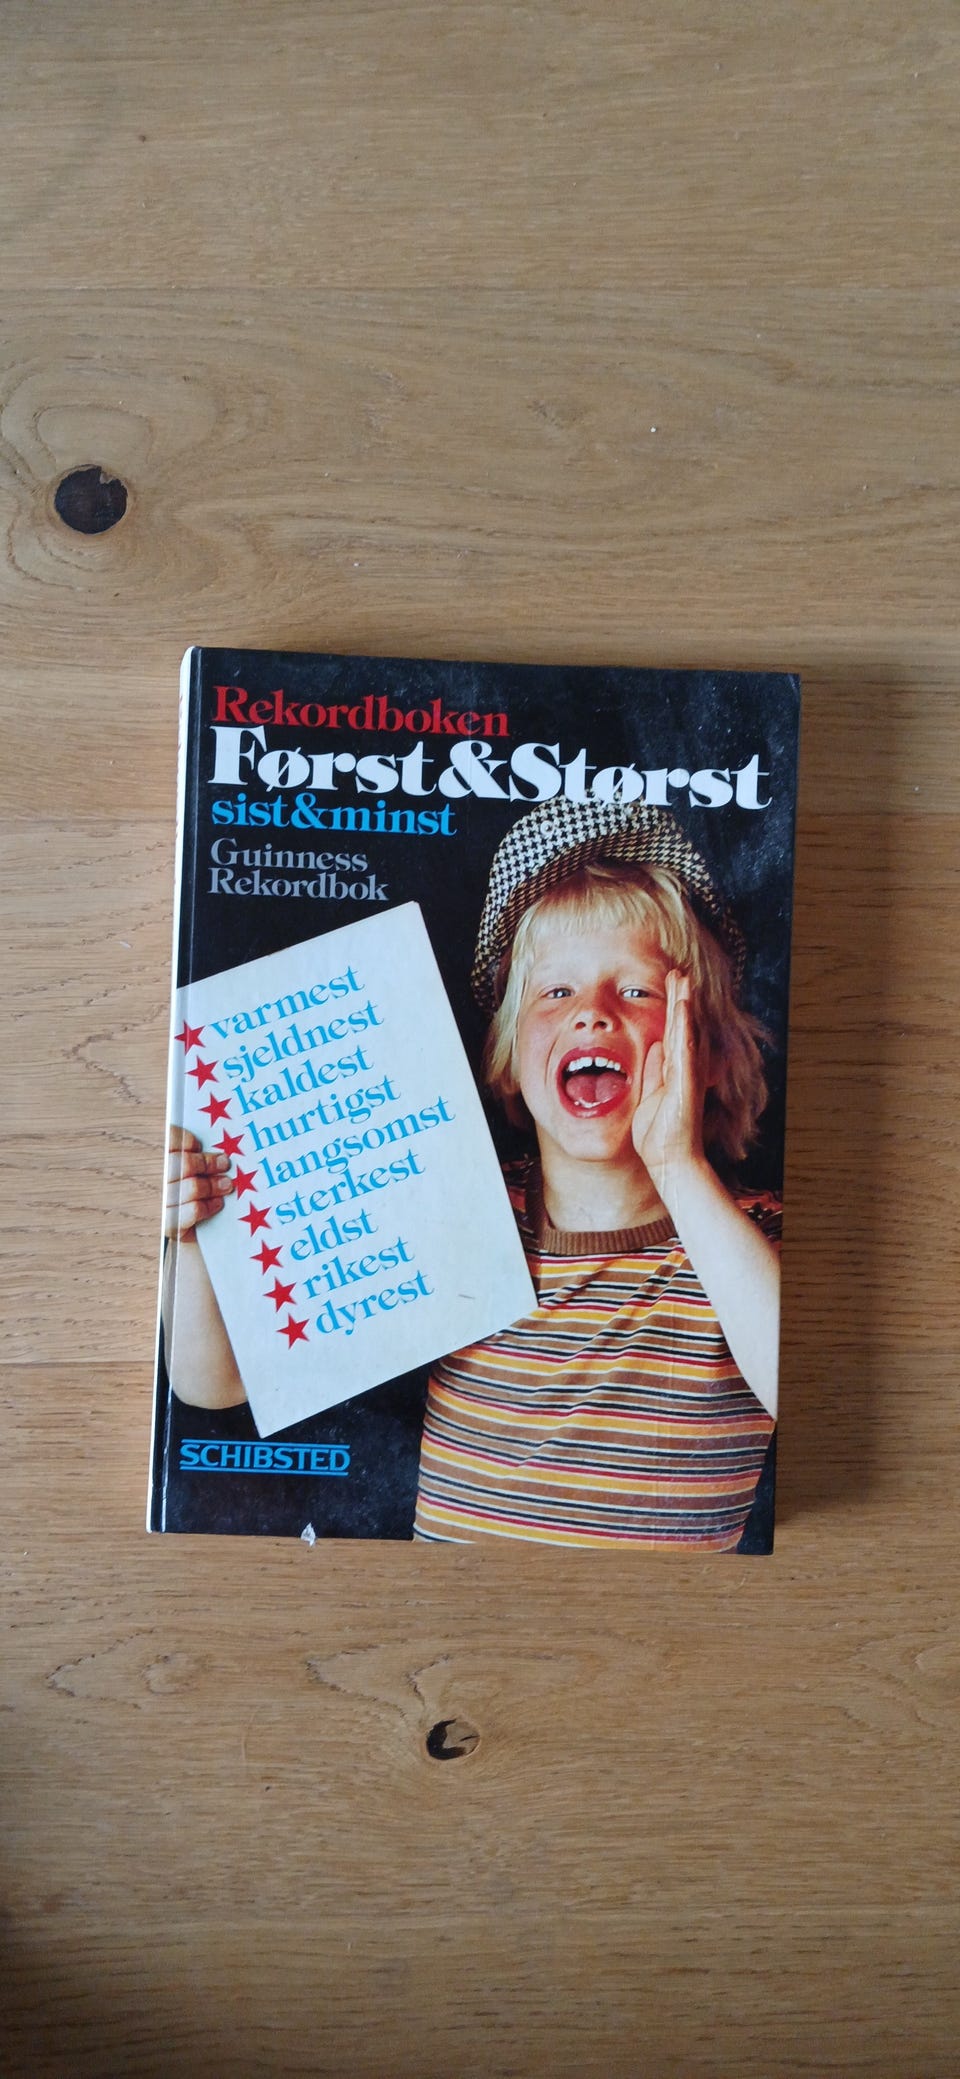 Rekordboken
Først&Størst
sist&minst
Guinness
Rekordbok
varmest
sjeldnest
kaldest
hurtigst
langsomst
sterkest
eldst
rikest
dyrest
SCHIBSTED